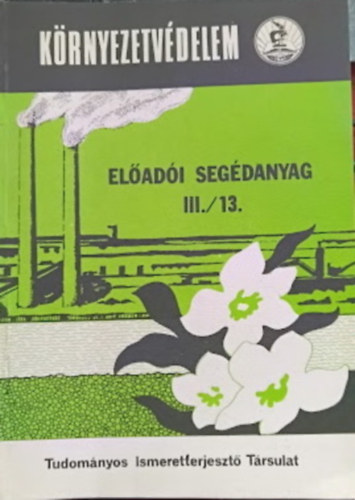 KÖRNYEZETVÉDELEM
ELŐADÓI SEGÉDANYAG
III./13.
Tudományos Ismeretterjesztő Társulat